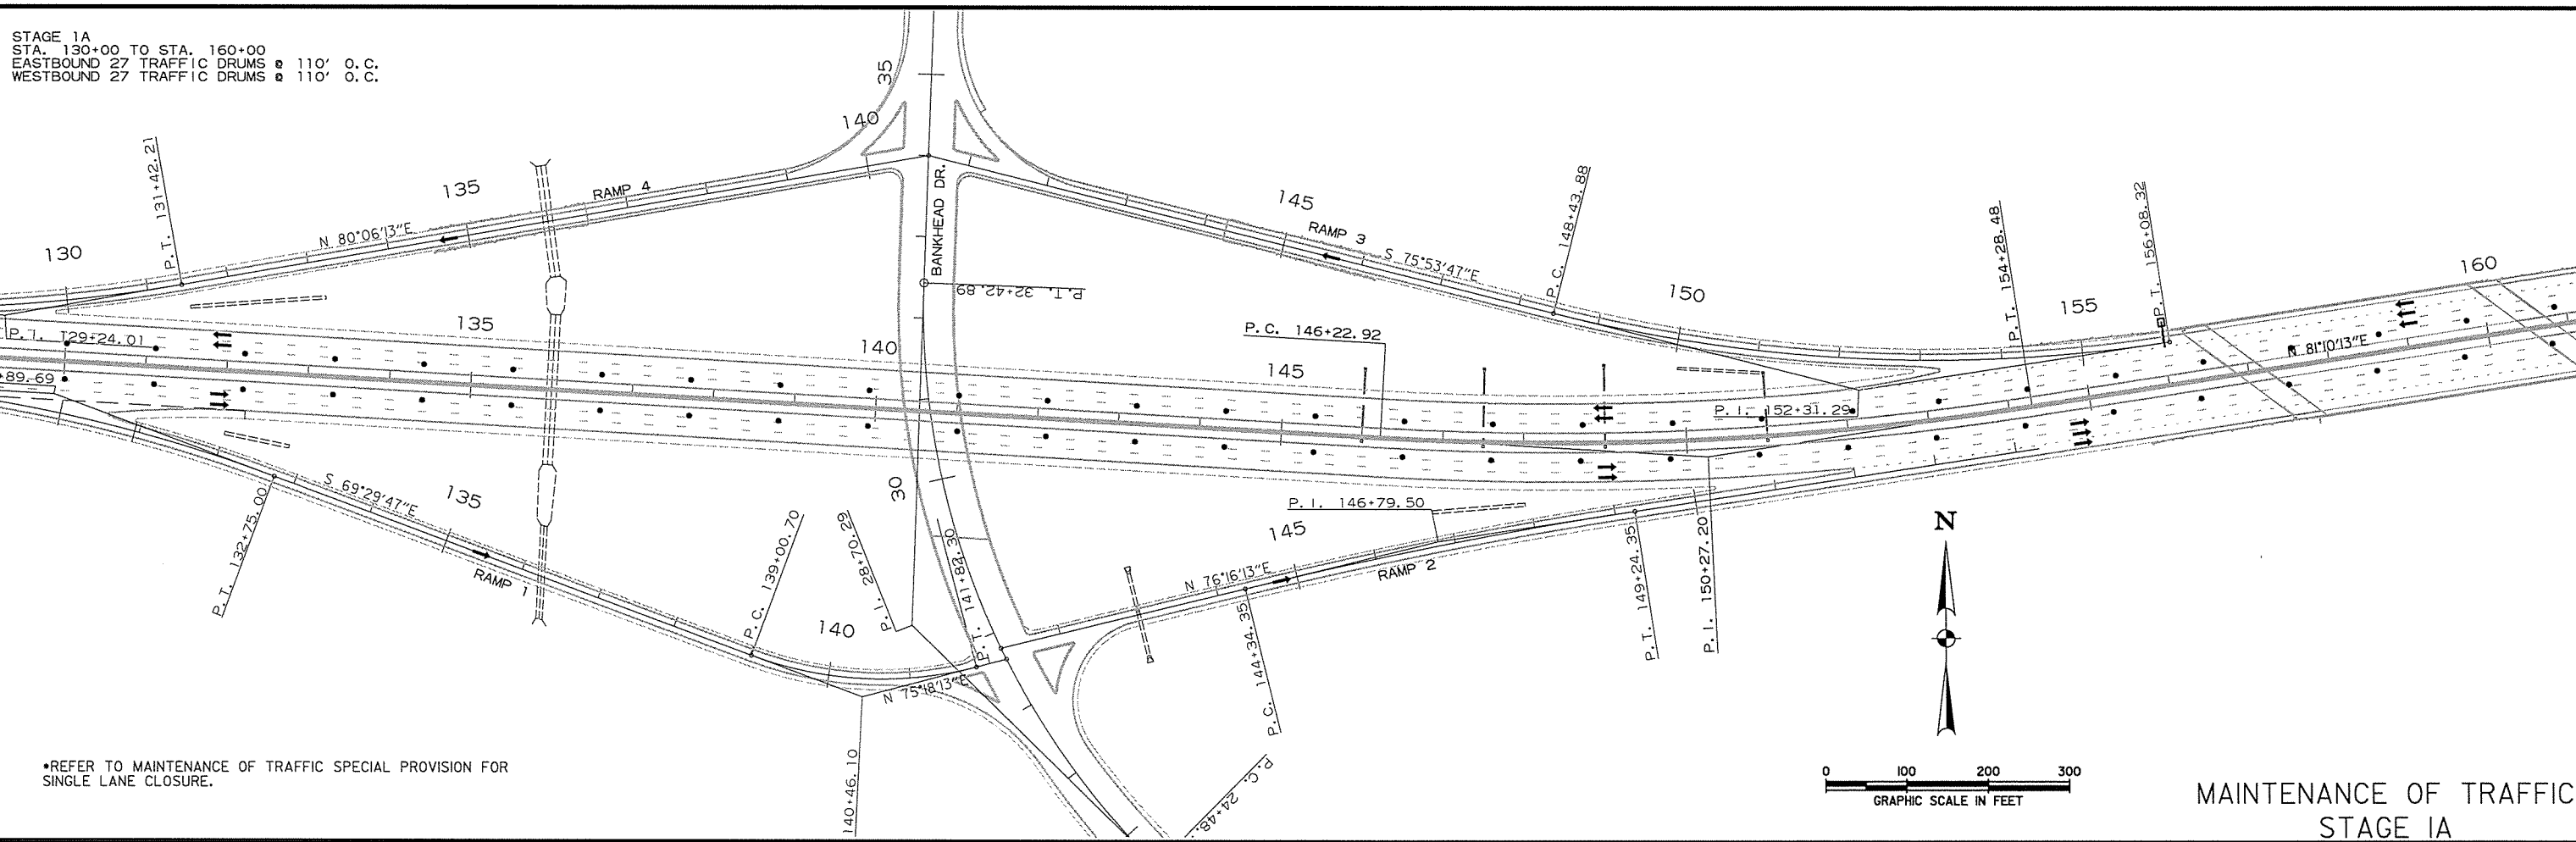 STAGE 1A
STA. 130+00 TO STA. 160+00
EASTBOUND 27 TRAFFIC DRUMS @ 110' O.C.
WESTBOUND 27 TRAFFIC DRUMS @ 110' O.C.
35
140
P.T. 131+42.21
135
RAMP 4
N 80°06'13"E
130
BANKHEAD DR.
P.T. 32+42.89
145
RAMP 3
S 75°53'47"E
P.C. 148+43.88
150
P.T. 154+28.48
P.T. 156+08.32
155
160
N 81°10'13"E
P.I. 129+24.01
135
140
P.C. 146+22.92
145
P.I. 152+31.29
+89.69
30
S 69°29'47"E
135
P.T. 132+75.00
RAMP 1
P.C. 139+00.70
140
P.I. 28+70.29
P.T. 141+82.30
N 75°18'13"E
140+46.10
P.I. 146+79.50
145
N 76°16'13"E
RAMP 2
P.C. 144+34.35
P.T. 149+24.35
P.I. 150+27.20
P.C. 24+48.
N
0 100 200 300
GRAPHIC SCALE IN FEET
*REFER TO MAINTENANCE OF TRAFFIC SPECIAL PROVISION FOR
SINGLE LANE CLOSURE.
MAINTENANCE OF TRAFFIC
STAGE IA